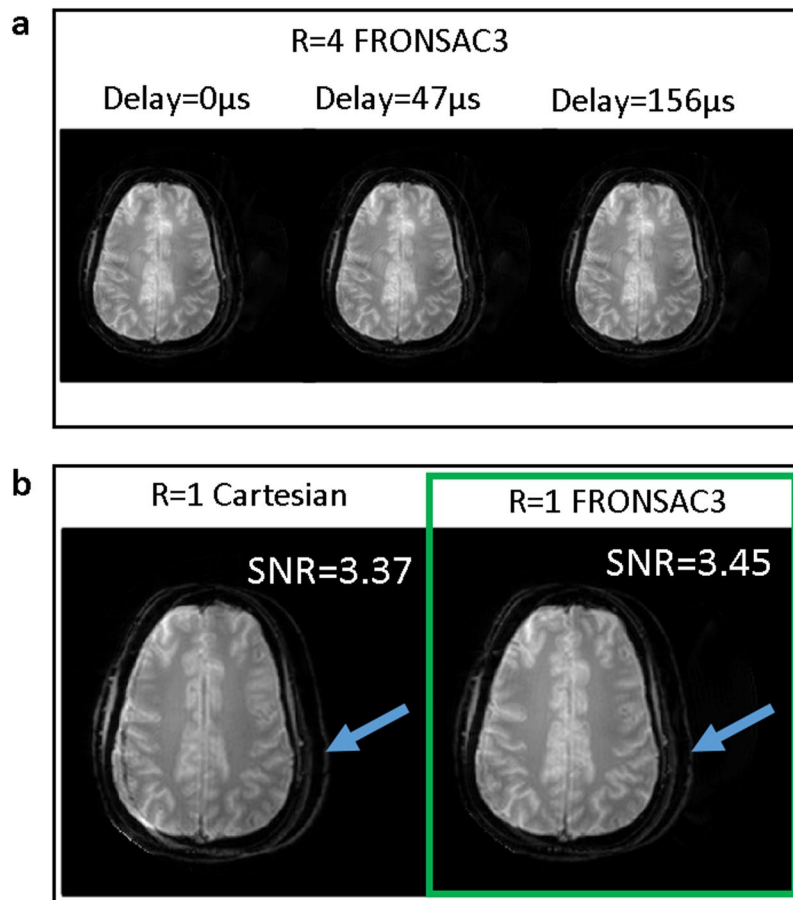 a
R=4 FRONSAC3
Delay=0µs Delay=47µs Delay=156µs
b
R=1 Cartesian R=1 FRONSAC3
SNR=3.37 SNR=3.45